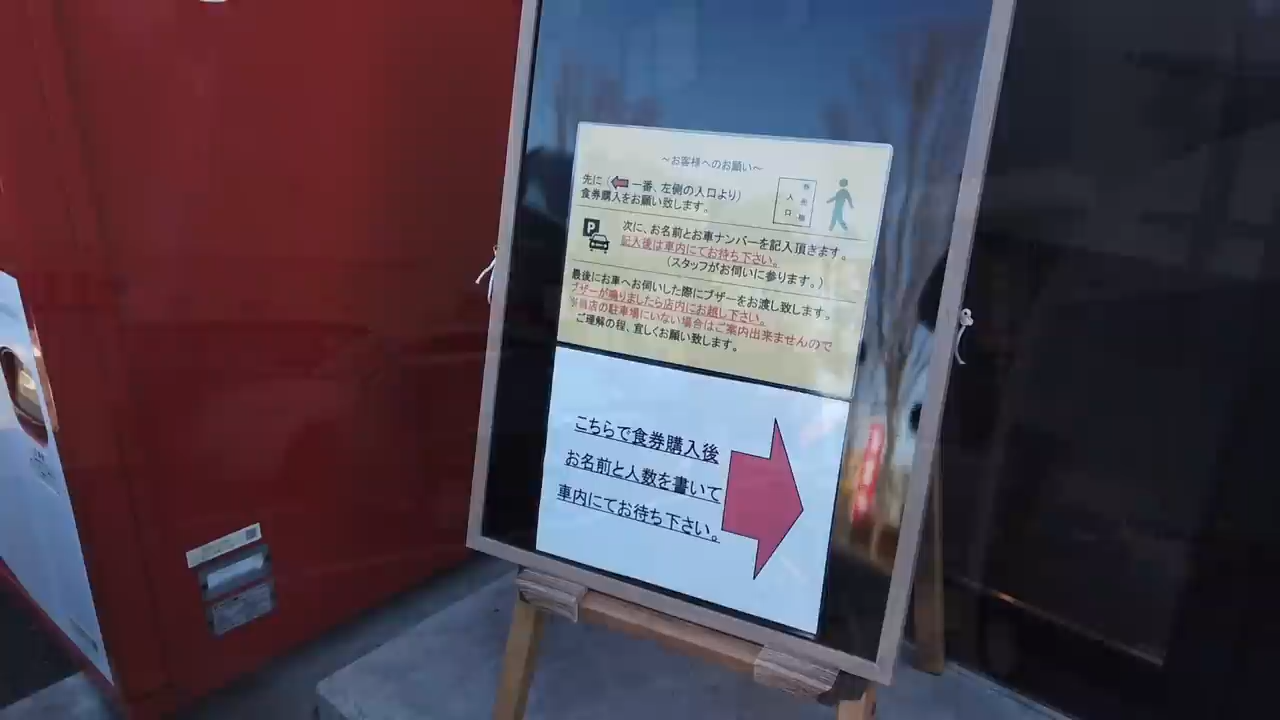 ～お客様へのお願い～
先に（一番、左側の入口より）
食券購入をお願い致します。
入口
券売機
P
次に、お名前とお車ナンバーを記入頂きます。
記入後は車内にてお待ち下さい。
（スタッフがお伺いに参ります。）
最後にお車へお伺いした際にブザーをお渡し致します。
ブザーが鳴りましたら店内にお越し下さい。
※当店の駐車場にいない場合はご案内出来ませんので
ご理解の程、宜しくお願い致します。
こちらで食券購入後
お名前と人数を書いて
車内にてお待ち下さい。